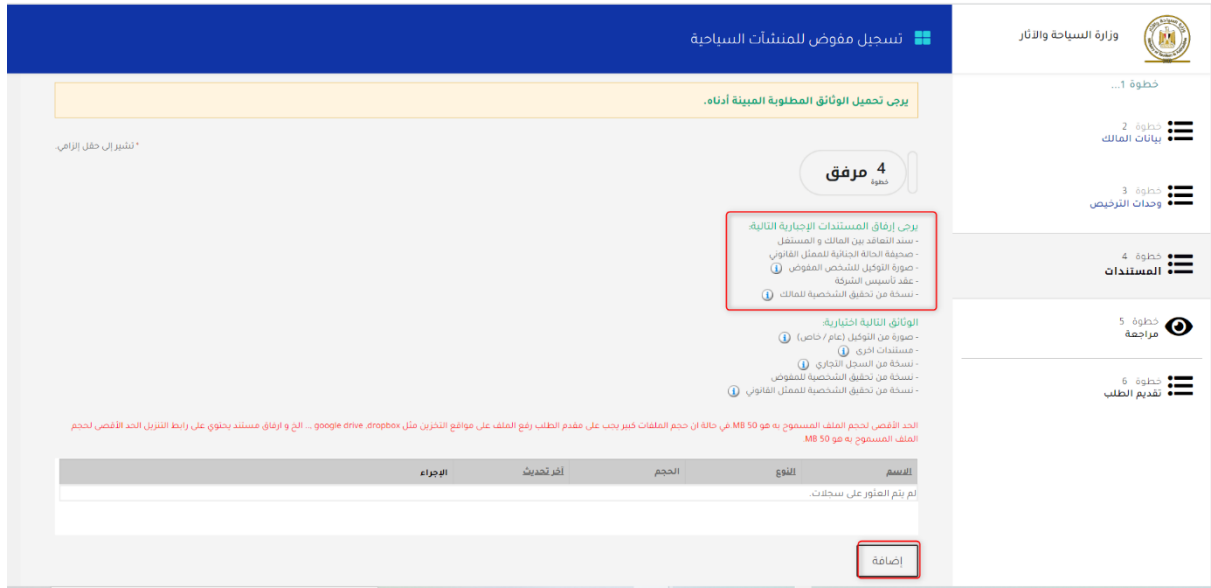 وزارة السياحة والآثار
تسجيل مفوض للمنشآت السياحية
خطوة 1...
خطوة 2
بيانات المالك
خطوة 3
وحدات الترخيص
خطوة 4
المستندات
خطوة 5
مراجعة
خطوة 6
تقديم الطلب
يرجى تحميل الوثائق المطلوبة المبينة أدناه.
* تشير إلى حقل إلزامي.
4 مرفق
خطوة
يرجى إرفاق المستندات الإجبارية التالية:
- سند التعاقد بين المالك و المستغل
- صحيفة الحالة الجنائية للممثل القانوني
- صورة التوكيل للشخص المفوض
- عقد تأسيس الشركة
- نسخة من تحقيق الشخصية للمالك
الوثائق التالية اختيارية:
- صورة من التوكيل (عام / خاص)
- مستندات اخرى
- نسخة من السجل التجاري
- نسخة من تحقيق الشخصية للمفوض
- نسخة من تحقيق الشخصية للممثل القانوني
الحد الأقصى لحجم الملف المسموح به هو 50 MB.في حالة ان حجم الملفات كبير يجب على مقدم الطلب رفع الملف على مواقع التخزين مثل google drive ,dropbox ... الخ و ارفاق مستند يحتوي على رابط التنزيل الحد الأقصى لحجم
الملف المسموح به هو 50 MB.
الاسم النوع الحجم آخر تحديث الإجراء
لم يتم العثور على سجلات.
إضافة